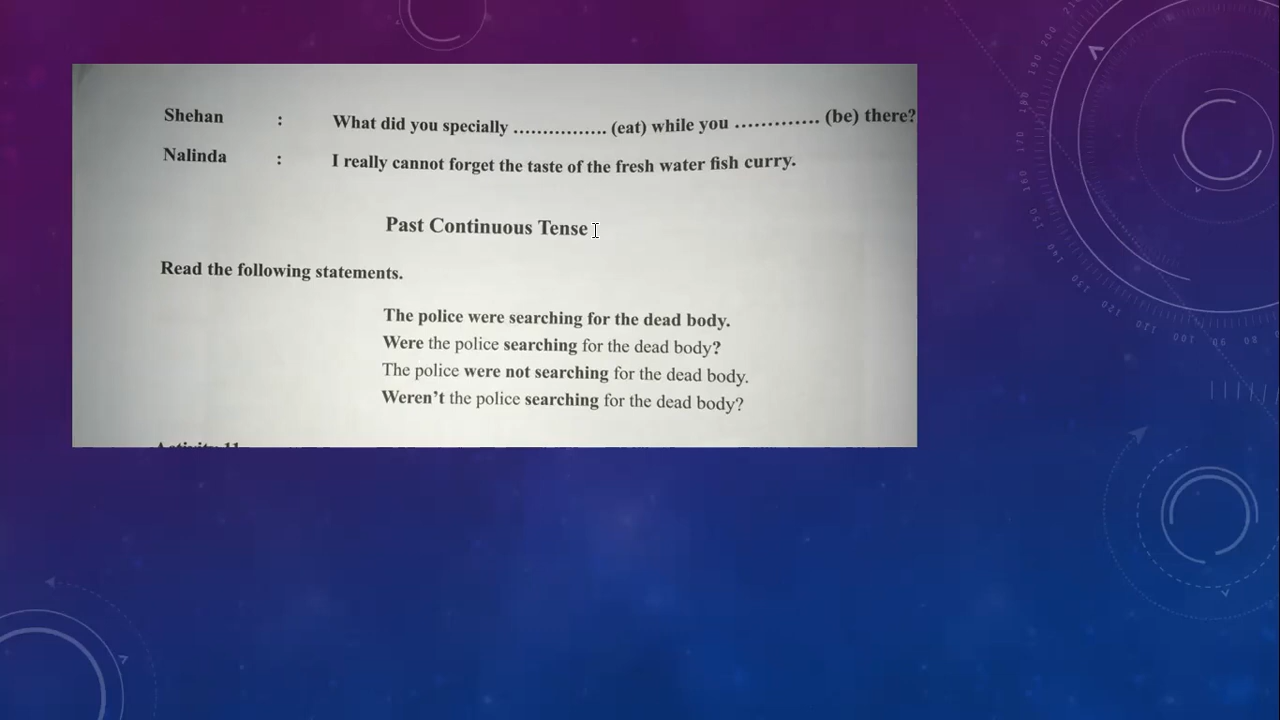 Shehan : What did you specially ................ (eat) while you ............. (be) there?
Nalinda : I really cannot forget the taste of the fresh water fish curry.
Past Continuous Tense
Read the following statements.
The police were searching for the dead body.
Were the police searching for the dead body?
The police were not searching for the dead body.
Weren't the police searching for the dead body?